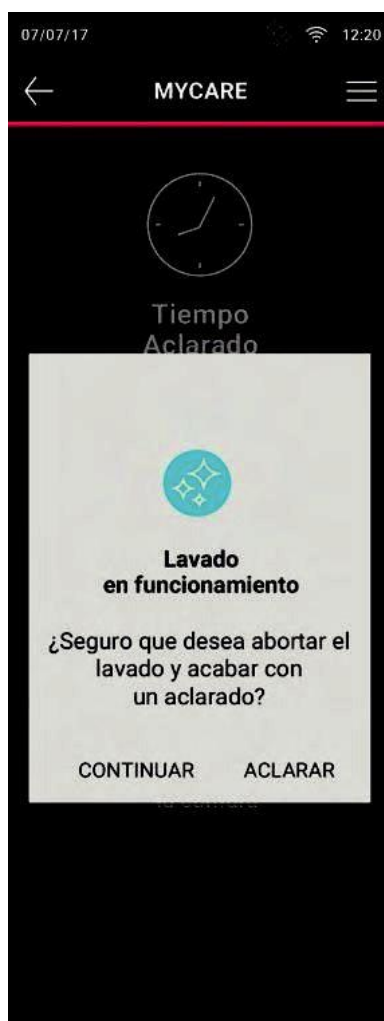 07/07/17 12:20
MYCARE
Tiempo
Aclarado
Lavado
en funcionamiento
¿Seguro que desea abortar el
lavado y acabar con
un aclarado?
CONTINUAR ACLARAR